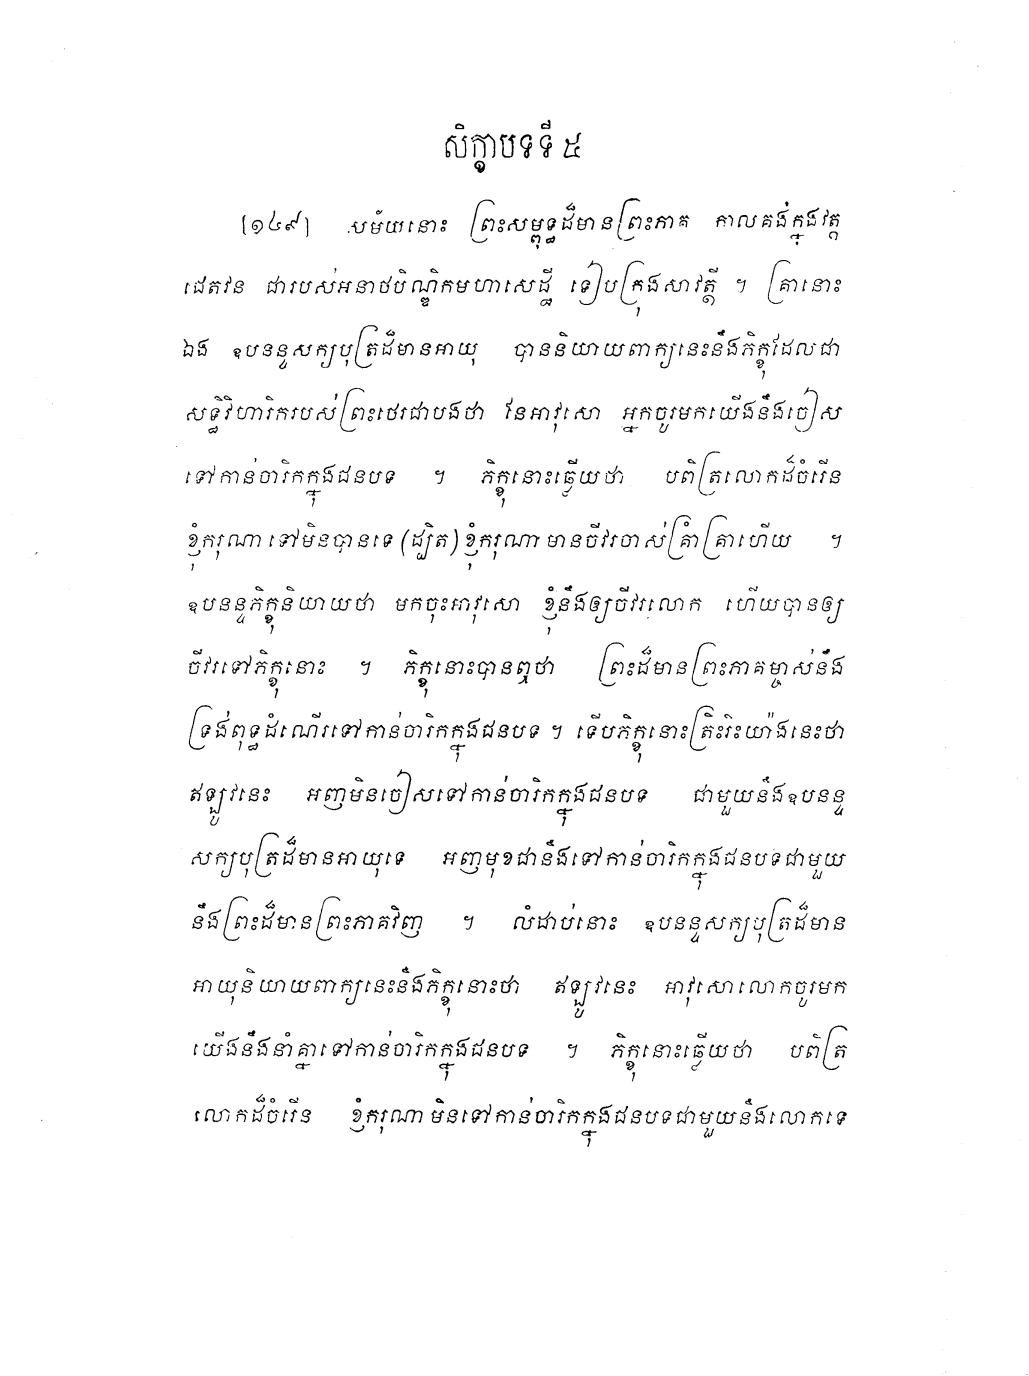 សិក្ខាបទទី ៥
[១៤៩] សម័យនោះ ព្រះសម្ពុទ្ធដ៏មានព្រះភាគ កាលគង់ក្នុងវត្ត
ជេតវន ជារបស់អនាថបិណ្ឌិកមហាសេដ្ឋី ទៀបក្រុងសាវត្ថី ។ គ្រានោះ
ឯង ឧបនន្ទសក្យបុត្រដ៏មានអាយុ បាននិយាយពាក្យនេះនឹងភិក្ខុដែលជា
សទ្ធិវិហារិករបស់ព្រះថេរជាបងថា នែអាវុសោ អ្នកចូរមកយើងនឹងចៀស
ទៅកាន់ចារិកក្នុងជនបទ ។ ភិក្ខុនោះឆ្លើយថា បពិត្រលោកដ៏ចំរើន
ខ្ញុំករុណាទៅមិនបានទេ (ដ្បិត) ខ្ញុំករុណាមានចីវរចាស់គ្រាំគ្រាហើយ ។
ឧបនន្ទភិក្ខុនិយាយថា មកចុះអាវុសោ ខ្ញុំនឹងឲ្យចីវរលោក ហើយបានឲ្យ
ចីវរទៅភិក្ខុនោះ ។ ភិក្ខុនោះបានឮថា ព្រះដ៏មានព្រះភាគម្ចាស់នឹង
ទ្រង់ពុទ្ធដំណើរទៅកាន់ចារិកក្នុងជនបទ ។ ទើបភិក្ខុនោះត្រិះរិះយ៉ាងនេះថា
ឥឡូវនេះ អញមិនចៀសទៅកាន់ចារិកក្នុងជនបទ ជាមួយនឹងឧបនន្ទ
សក្យបុត្រដ៏មានអាយុទេ អញមុខជានឹងទៅកាន់ចារិកក្នុងជនបទជាមួយ
នឹងព្រះដ៏មានព្រះភាគវិញ ។ លំដាប់នោះ ឧបនន្ទសក្យបុត្រដ៏មាន
អាយុនិយាយពាក្យនេះនឹងភិក្ខុនោះថា ឥឡូវនេះ អាវុសោលោកចូរមក
យើងនឹងនាំគ្នាទៅកាន់ចារិកក្នុងជនបទ ។ ភិក្ខុនោះឆ្លើយថា បពិត្រ
លោកដ៏ចំរើន ខ្ញុំករុណាមិនទៅកាន់ចារិកក្នុងជនបទជាមួយនឹងលោកទេ